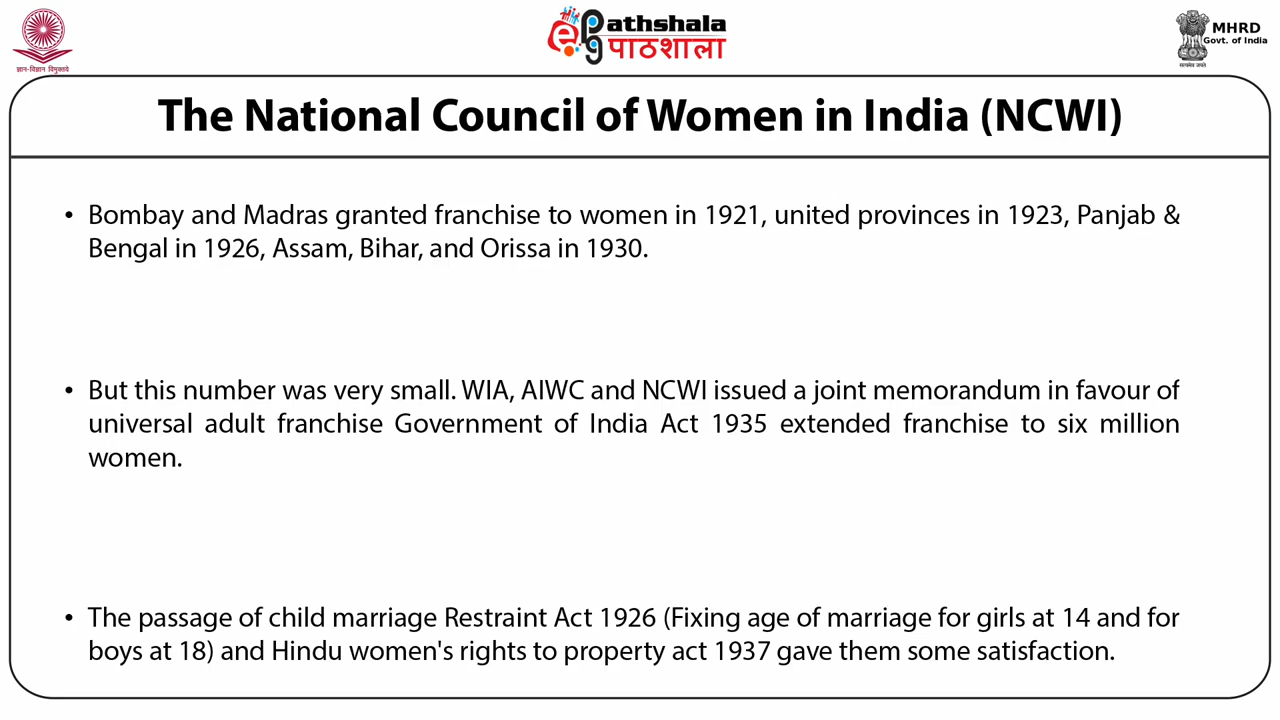 ePathshala
पाठशाला
MHRD
Govt. of India
ज्ञान-विज्ञान विमुक्तये
सत्यमेव जयते
The National Council of Women in India (NCWI)
• Bombay and Madras granted franchise to women in 1921, united provinces in 1923, Panjab &
Bengal in 1926, Assam, Bihar, and Orissa in 1930.
• But this number was very small. WIA, AIWC and NCWI issued a joint memorandum in favour of
universal adult franchise Government of India Act 1935 extended franchise to six million
women.
• The passage of child marriage Restraint Act 1926 (Fixing age of marriage for girls at 14 and for
boys at 18) and Hindu women's rights to property act 1937 gave them some satisfaction.